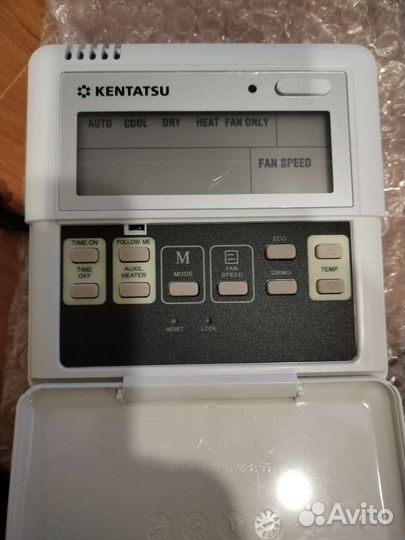 KENTATSU
AUTO COOL DRY HEAT FAN ONLY
FAN SPEED
TIME ON
FOLLOW ME
ECO
M
MODE
FAN SPEED
TIME OFF
AUXIL HEATER
SWING
TEMP
RESET
LOCK
Avito